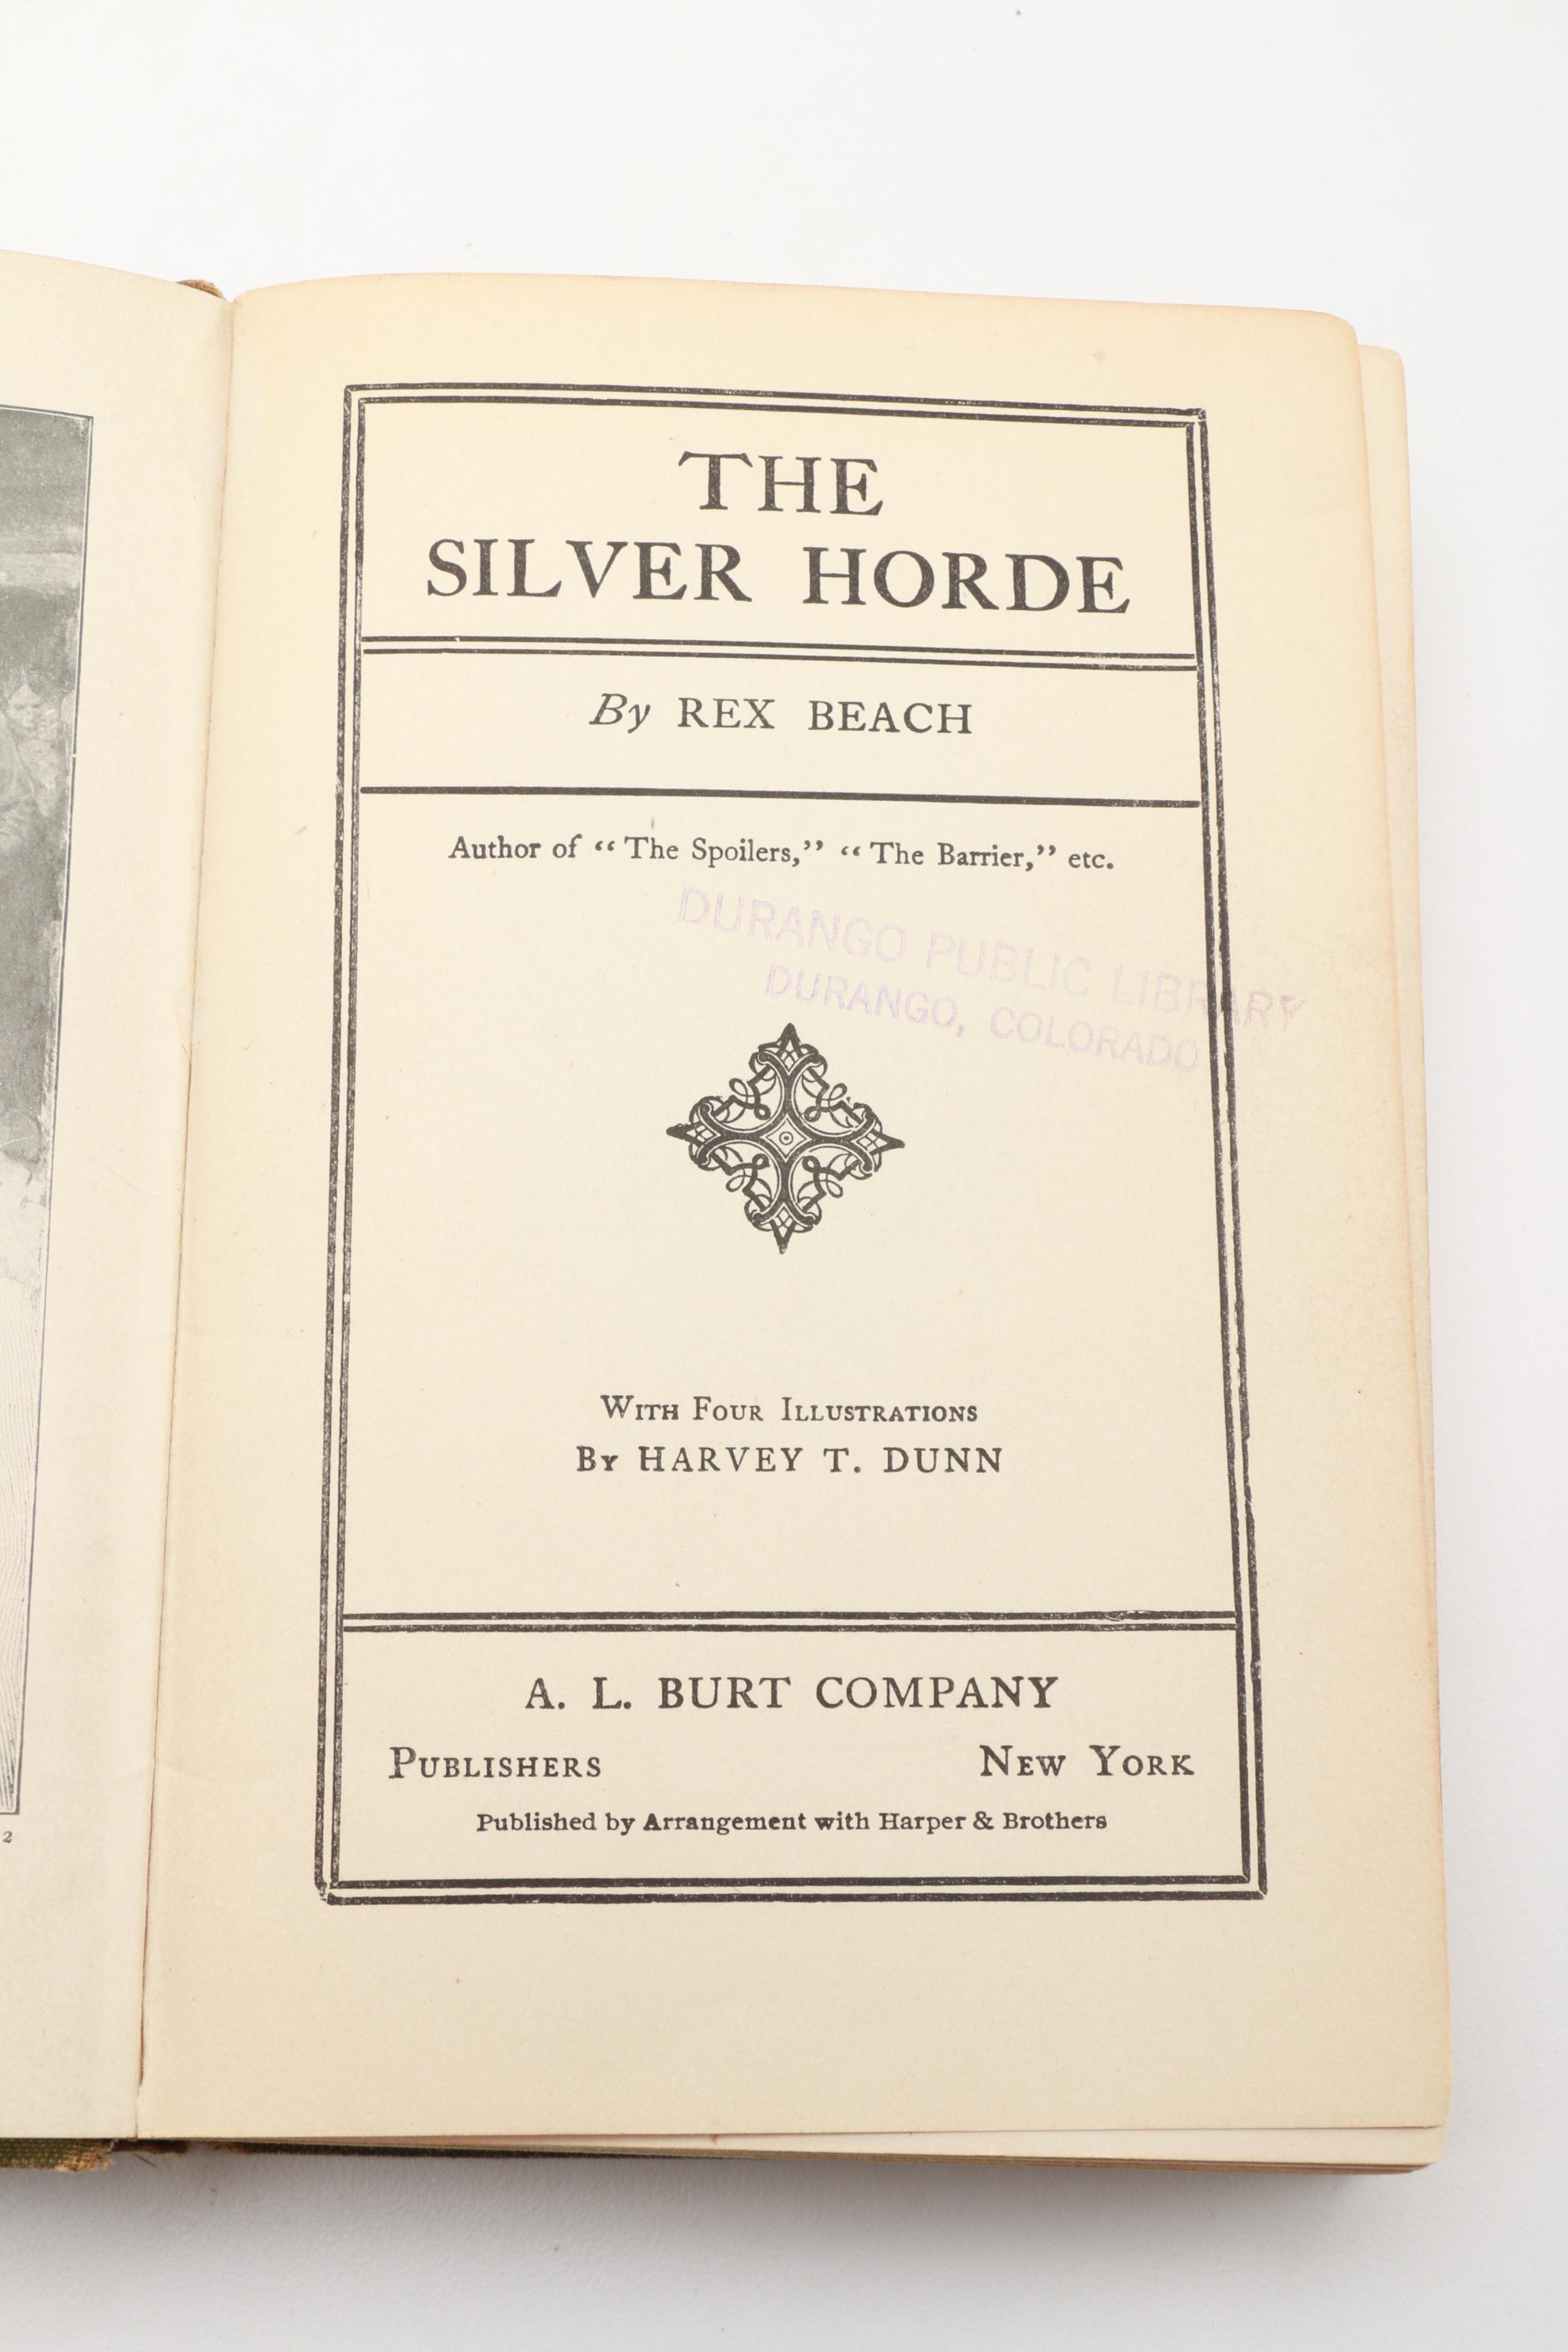 THE
SILVER HORDE
By REX BEACH
Author of “ The Spoilers,” “ The Barrier,” etc.
DURANGO PUBLIC LIBRARY
DURANGO, COLORADO
WITH FOUR ILLUSTRATIONS
BY HARVEY T. DUNN
A. L. BURT COMPANY
PUBLISHERS NEW YORK
Published by Arrangement with Harper & Brothers
2